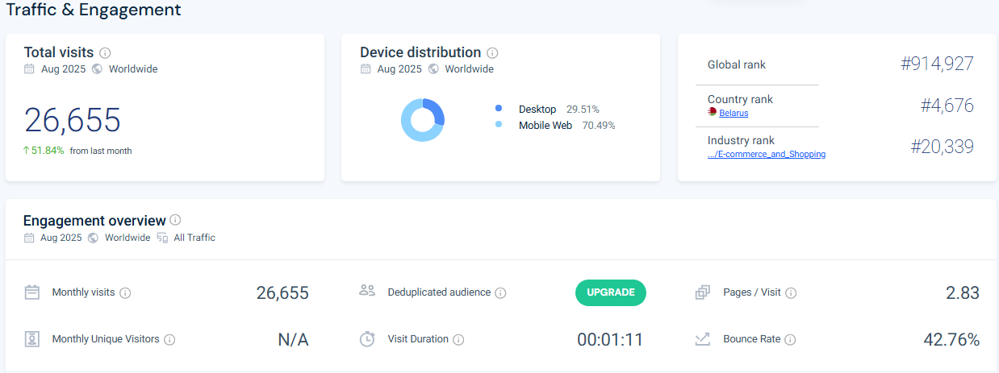 Traffic & Engagement
Total visits
Aug 2025 Worldwide
26,655
↑51.84% from last month
Device distribution
Aug 2025 Worldwide
Desktop 29.51%
Mobile Web 70.49%
Global rank #914,927
Country rank
Belarus
#4,676
Industry rank
.../E-commerce_and_Shopping
#20,339
Engagement overview
Aug 2025 Worldwide All Traffic
Monthly visits 26,655
Deduplicated audience UPGRADE
Pages / Visit 2.83
Monthly Unique Visitors N/A
Visit Duration 00:01:11
Bounce Rate 42.76%